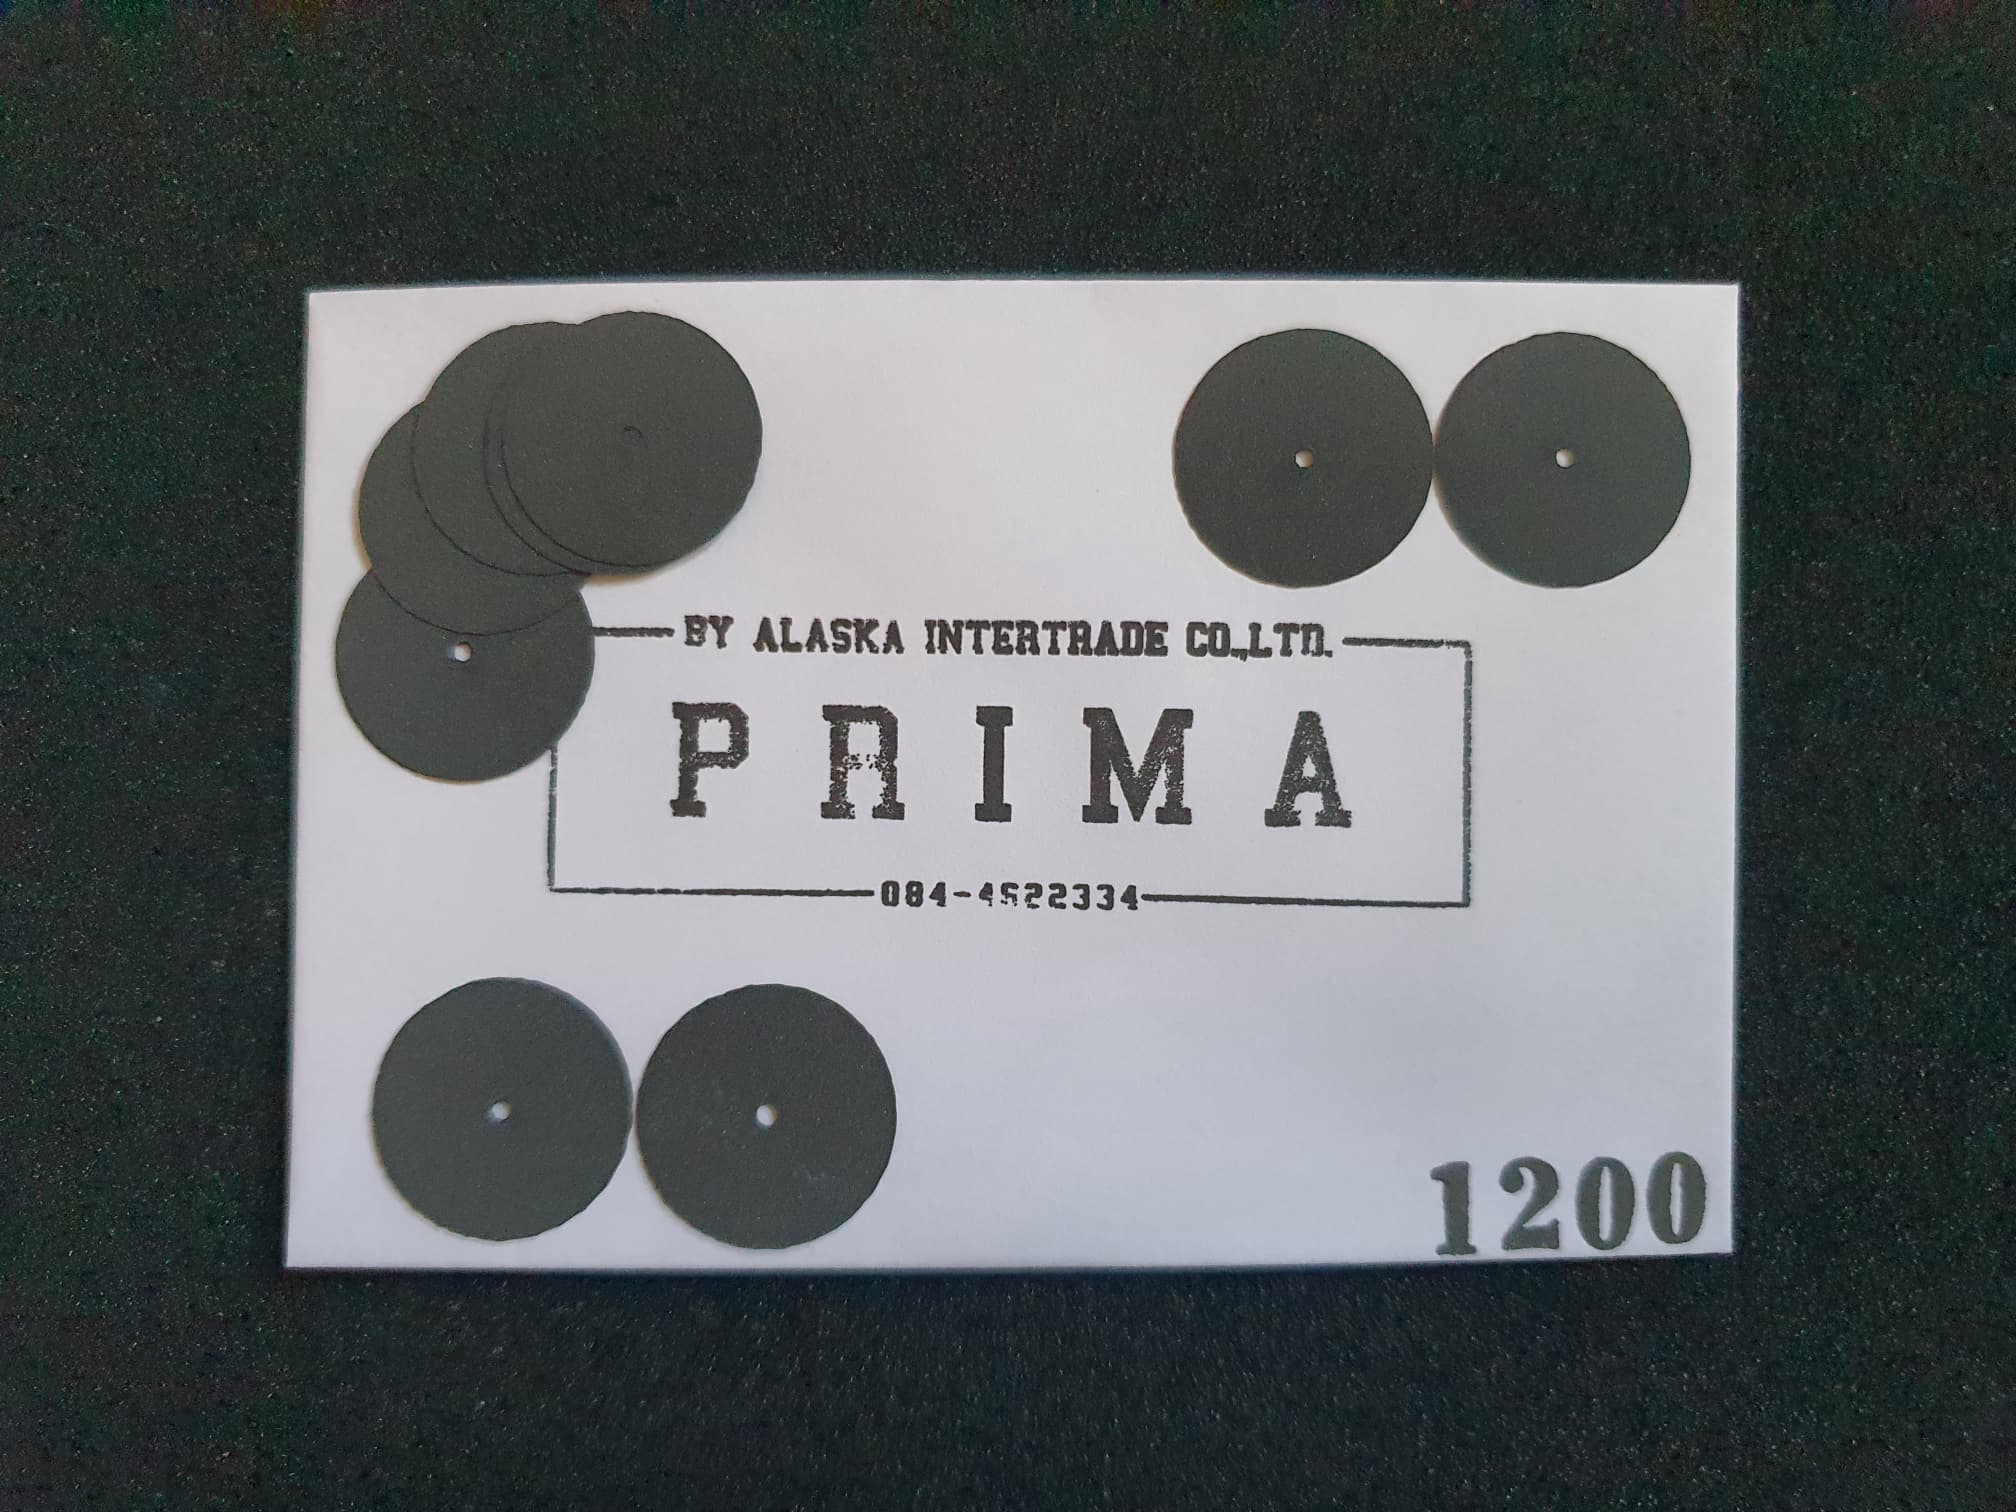 BY ALASKA INTERTRADE CO.,LTD.
PRIMA
084-4522334
1200